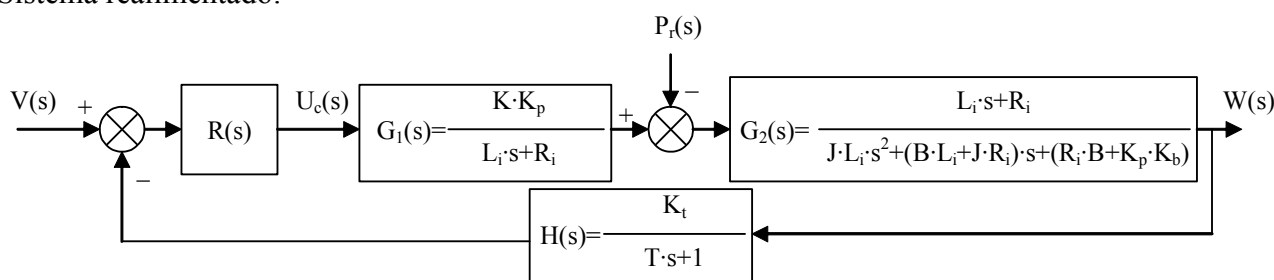 Sistema realimentado:
P_r(s)
V(s) + R(s) U_c(s) G_1(s)= K·K_p / L_i·s+R_i + − G_2(s)= L_i·s+R_i / J·L_i·s^2+(B·L_i+J·R_i)·s+(R_i·B+K_p·K_b) W(s)
−
H(s)= K_t / T·s+1